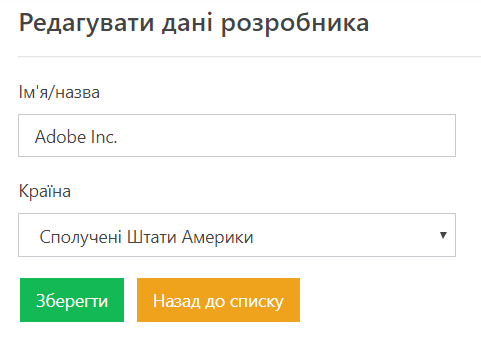 Редагувати дані розробника
Ім'я/назва
Adobe Inc.
Країна
Сполучені Штати Америки
Зберегти
Назад до списку